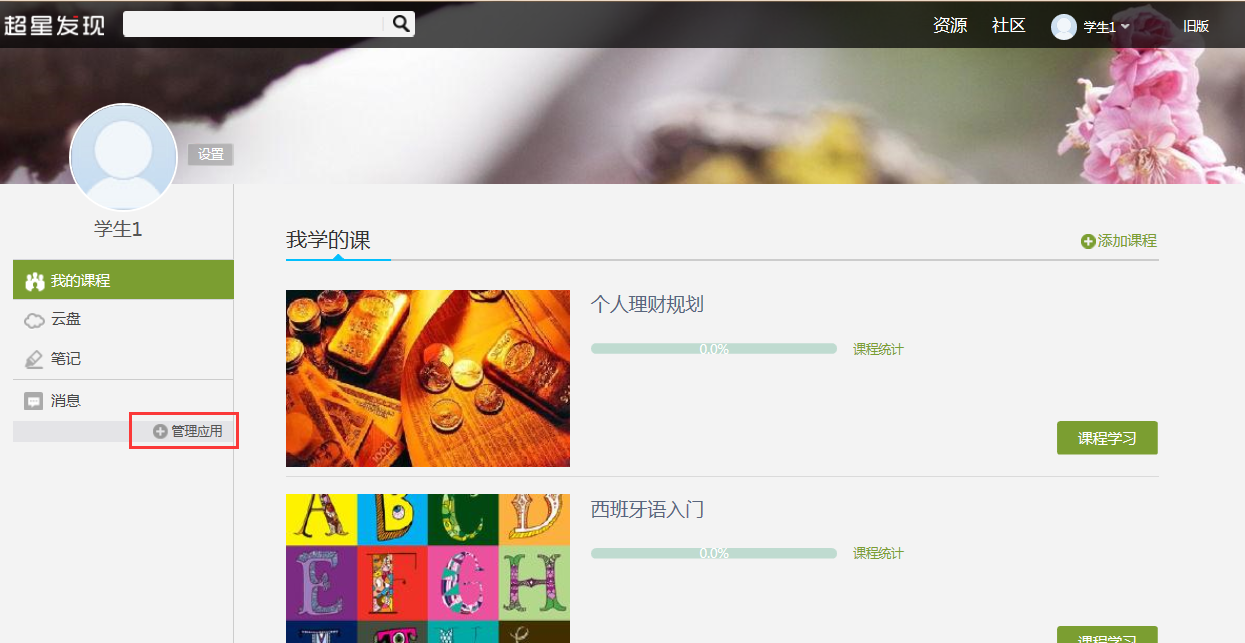 超星发现
资源 社区 学生1 旧版
设置
学生1
我的课程
云盘
笔记
消息
管理应用
我学的课
添加课程
个人理财规划
0.0% 课程统计
课程学习
A B C D
E F G H
西班牙语入门
0.0% 课程统计
课程学习